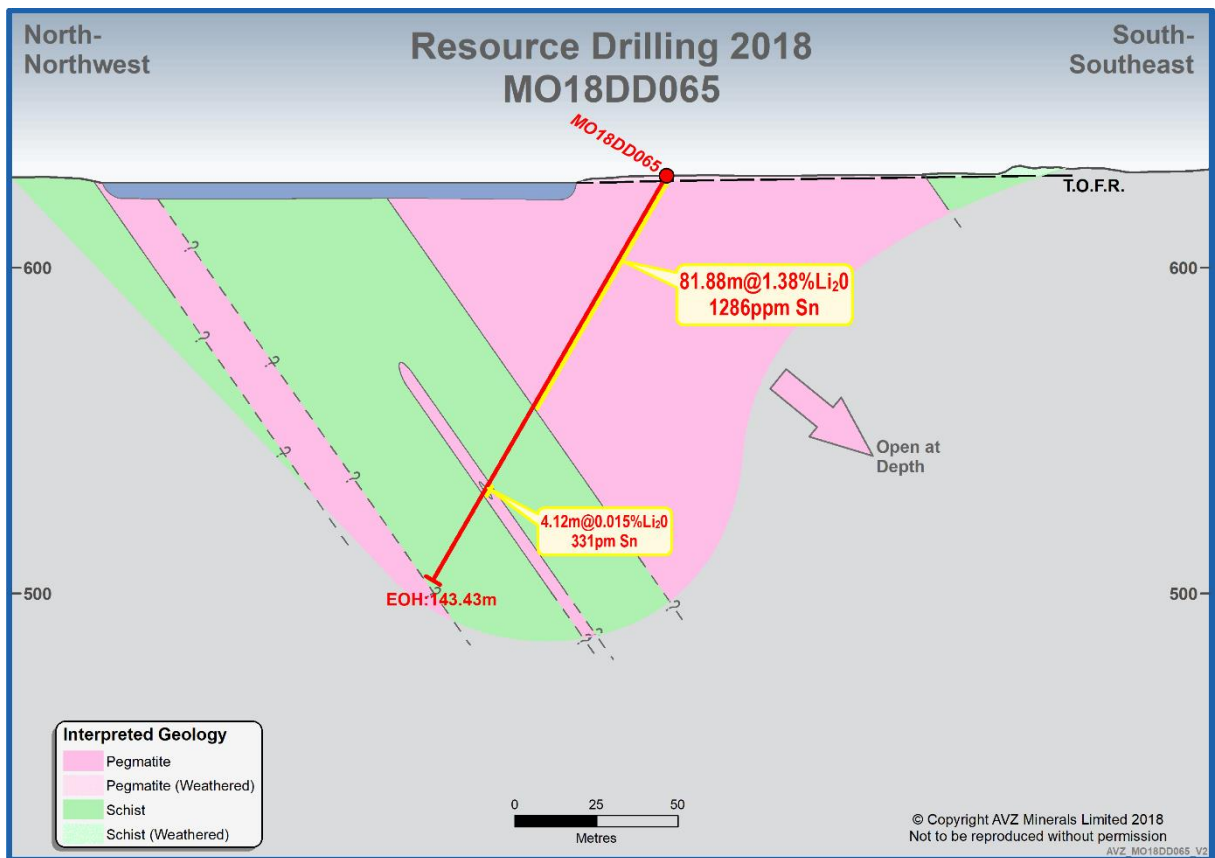 North-
Northwest
Resource Drilling 2018
MO18DD065
South-
Southeast
MO18DD065
T.O.F.R.
600
600
81.88m@1.38%Li₂0
1286ppm Sn
Open at
Depth
4.12m@0.015%Li₂0
331pm Sn
500
EOH:143.43m
500
?
?
?
?
?
?
?
?
?
Interpreted Geology
Pegmatite
Pegmatite (Weathered)
Schist
Schist (Weathered)
0 25 50
Metres
© Copyright AVZ Minerals Limited 2018
Not to be reproduced without permission
AVZ_MO18DD065_V2